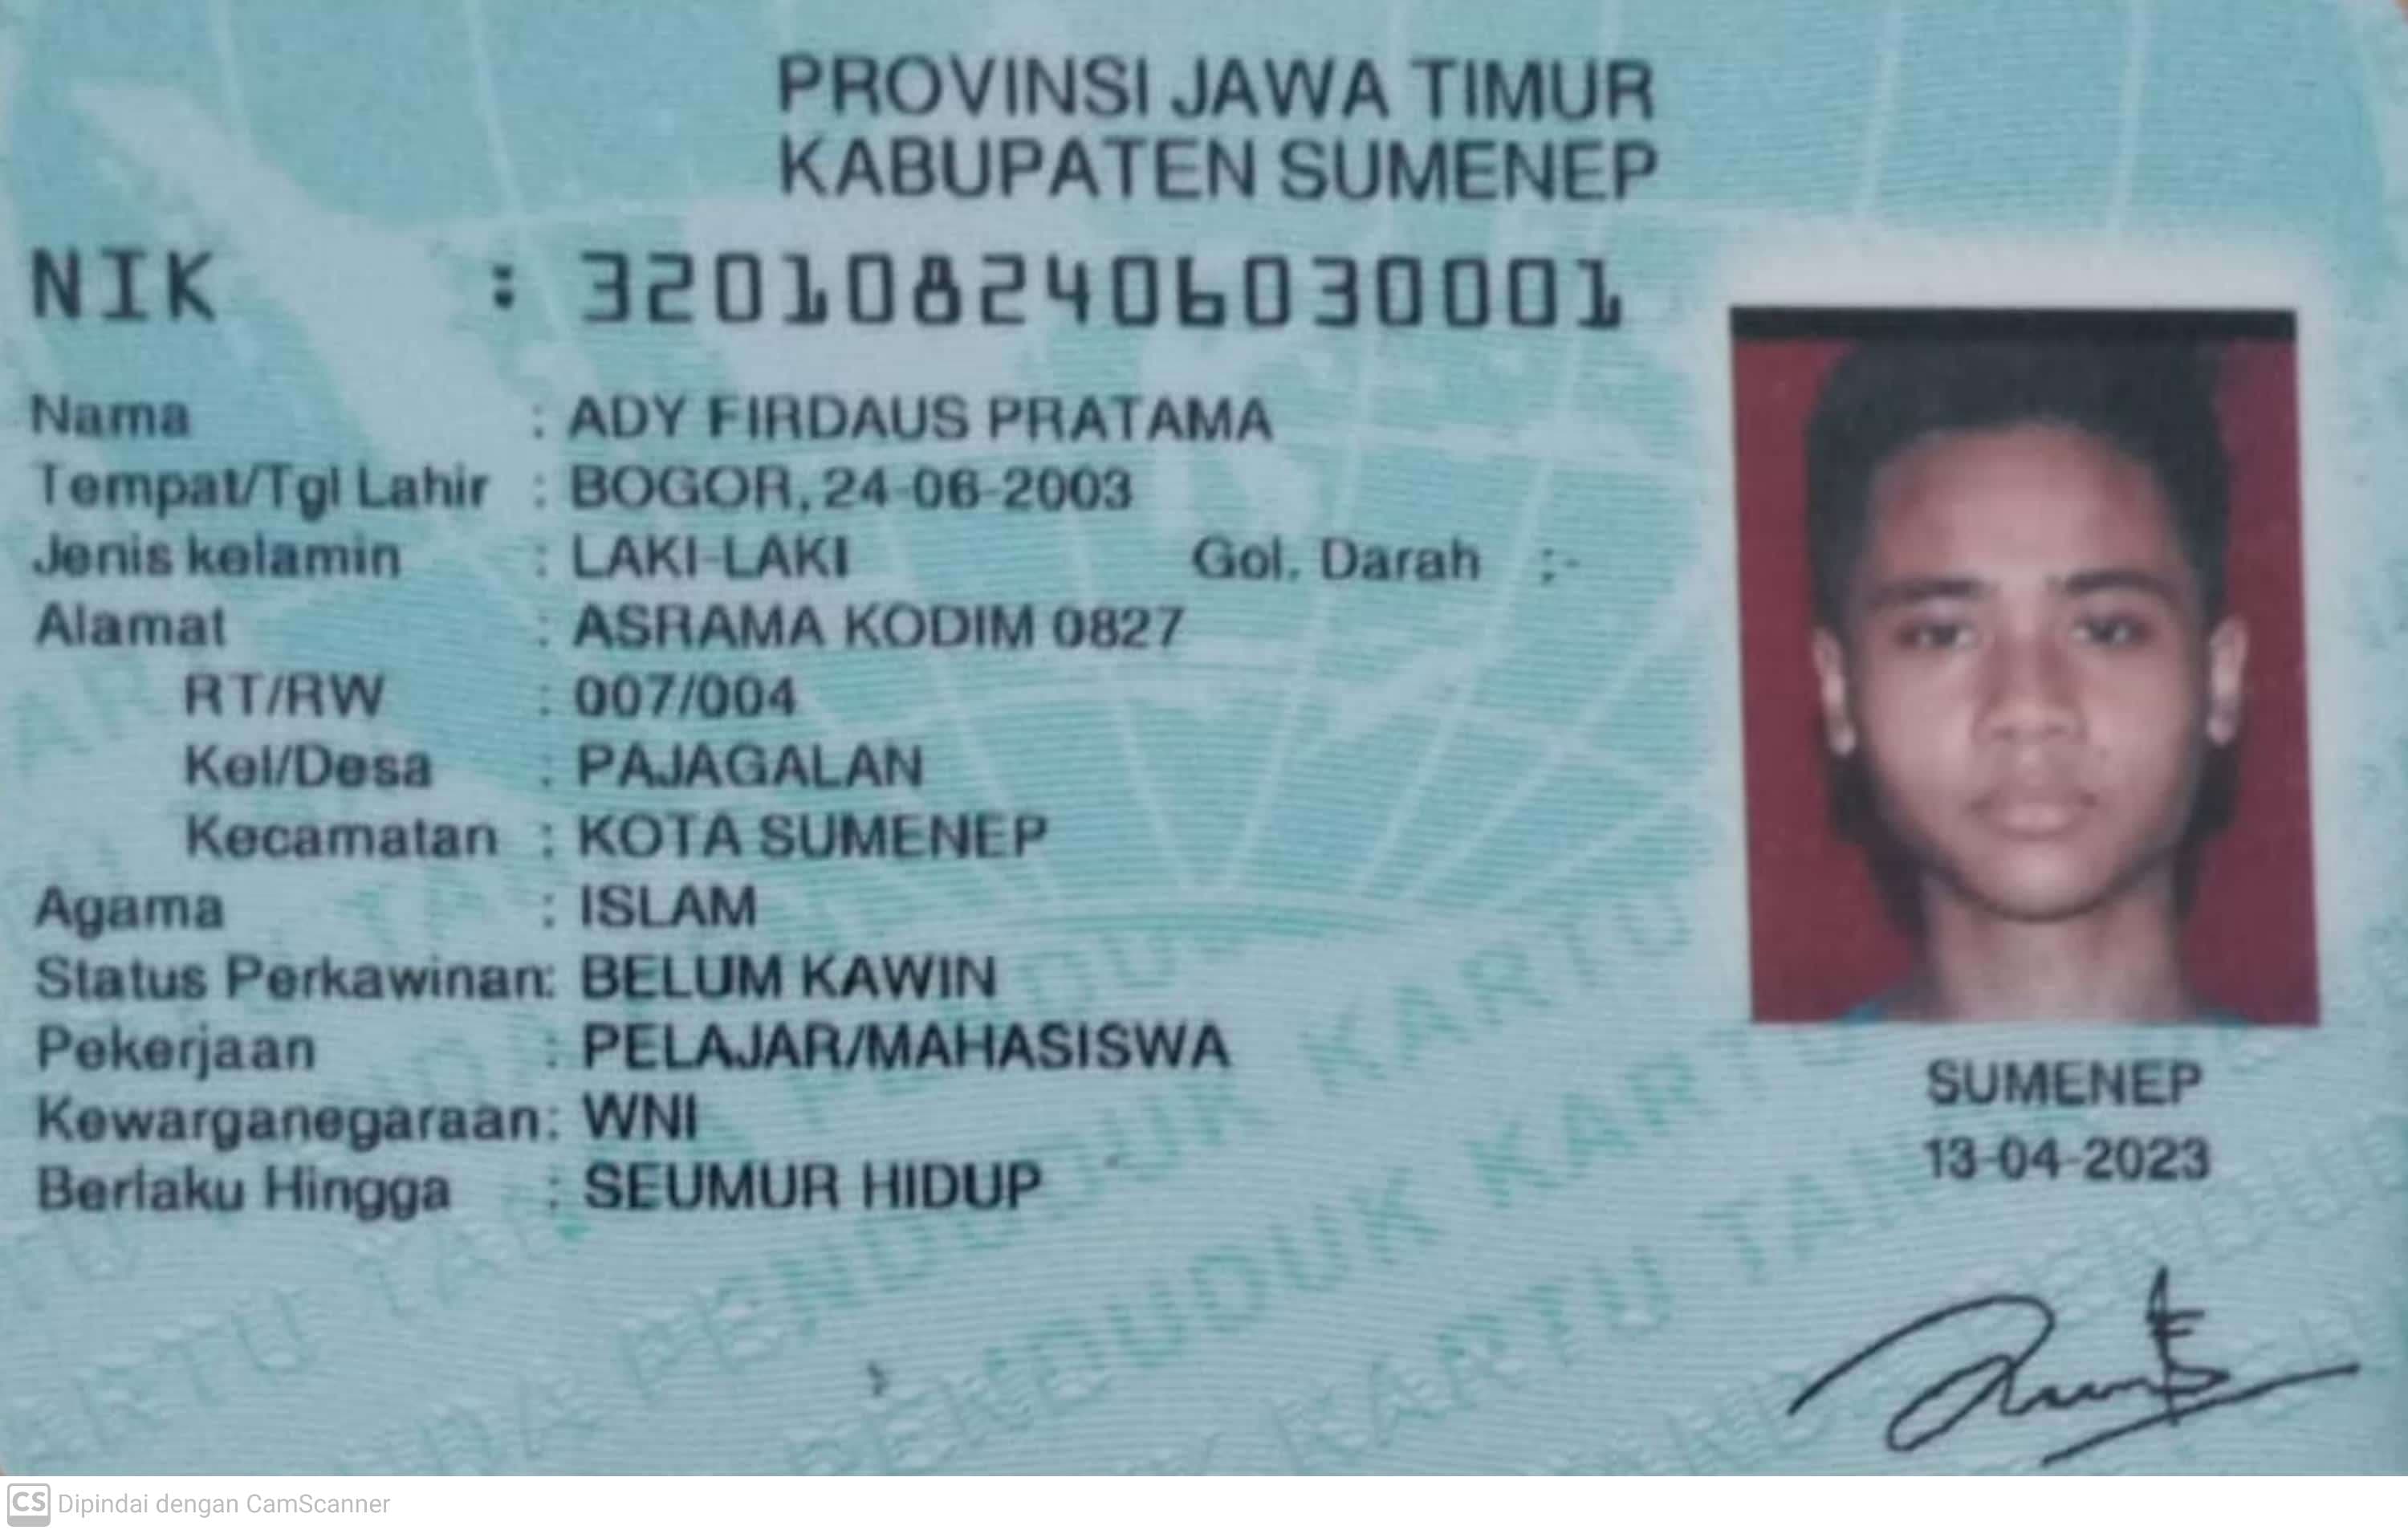 PROVINSI JAWA TIMUR
KABUPATEN SUMENEP
NIK : 3201082406030001
Nama : ADY FIRDAUS PRATAMA
Tempat/Tgl Lahir : BOGOR, 24-06-2003
Jenis kelamin : LAKI-LAKI Gol. Darah :-
Alamat : ASRAMA KODIM 0827
RT/RW : 007/004
Kel/Desa : PAJAGALAN
Kecamatan : KOTA SUMENEP
Agama : ISLAM
Status Perkawinan: BELUM KAWIN
Pekerjaan : PELAJAR/MAHASISWA
Kewarganegaraan: WNI
Berlaku Hingga : SEUMUR HIDUP
SUMENEP
13-04-2023
CS Dipindai dengan CamScanner